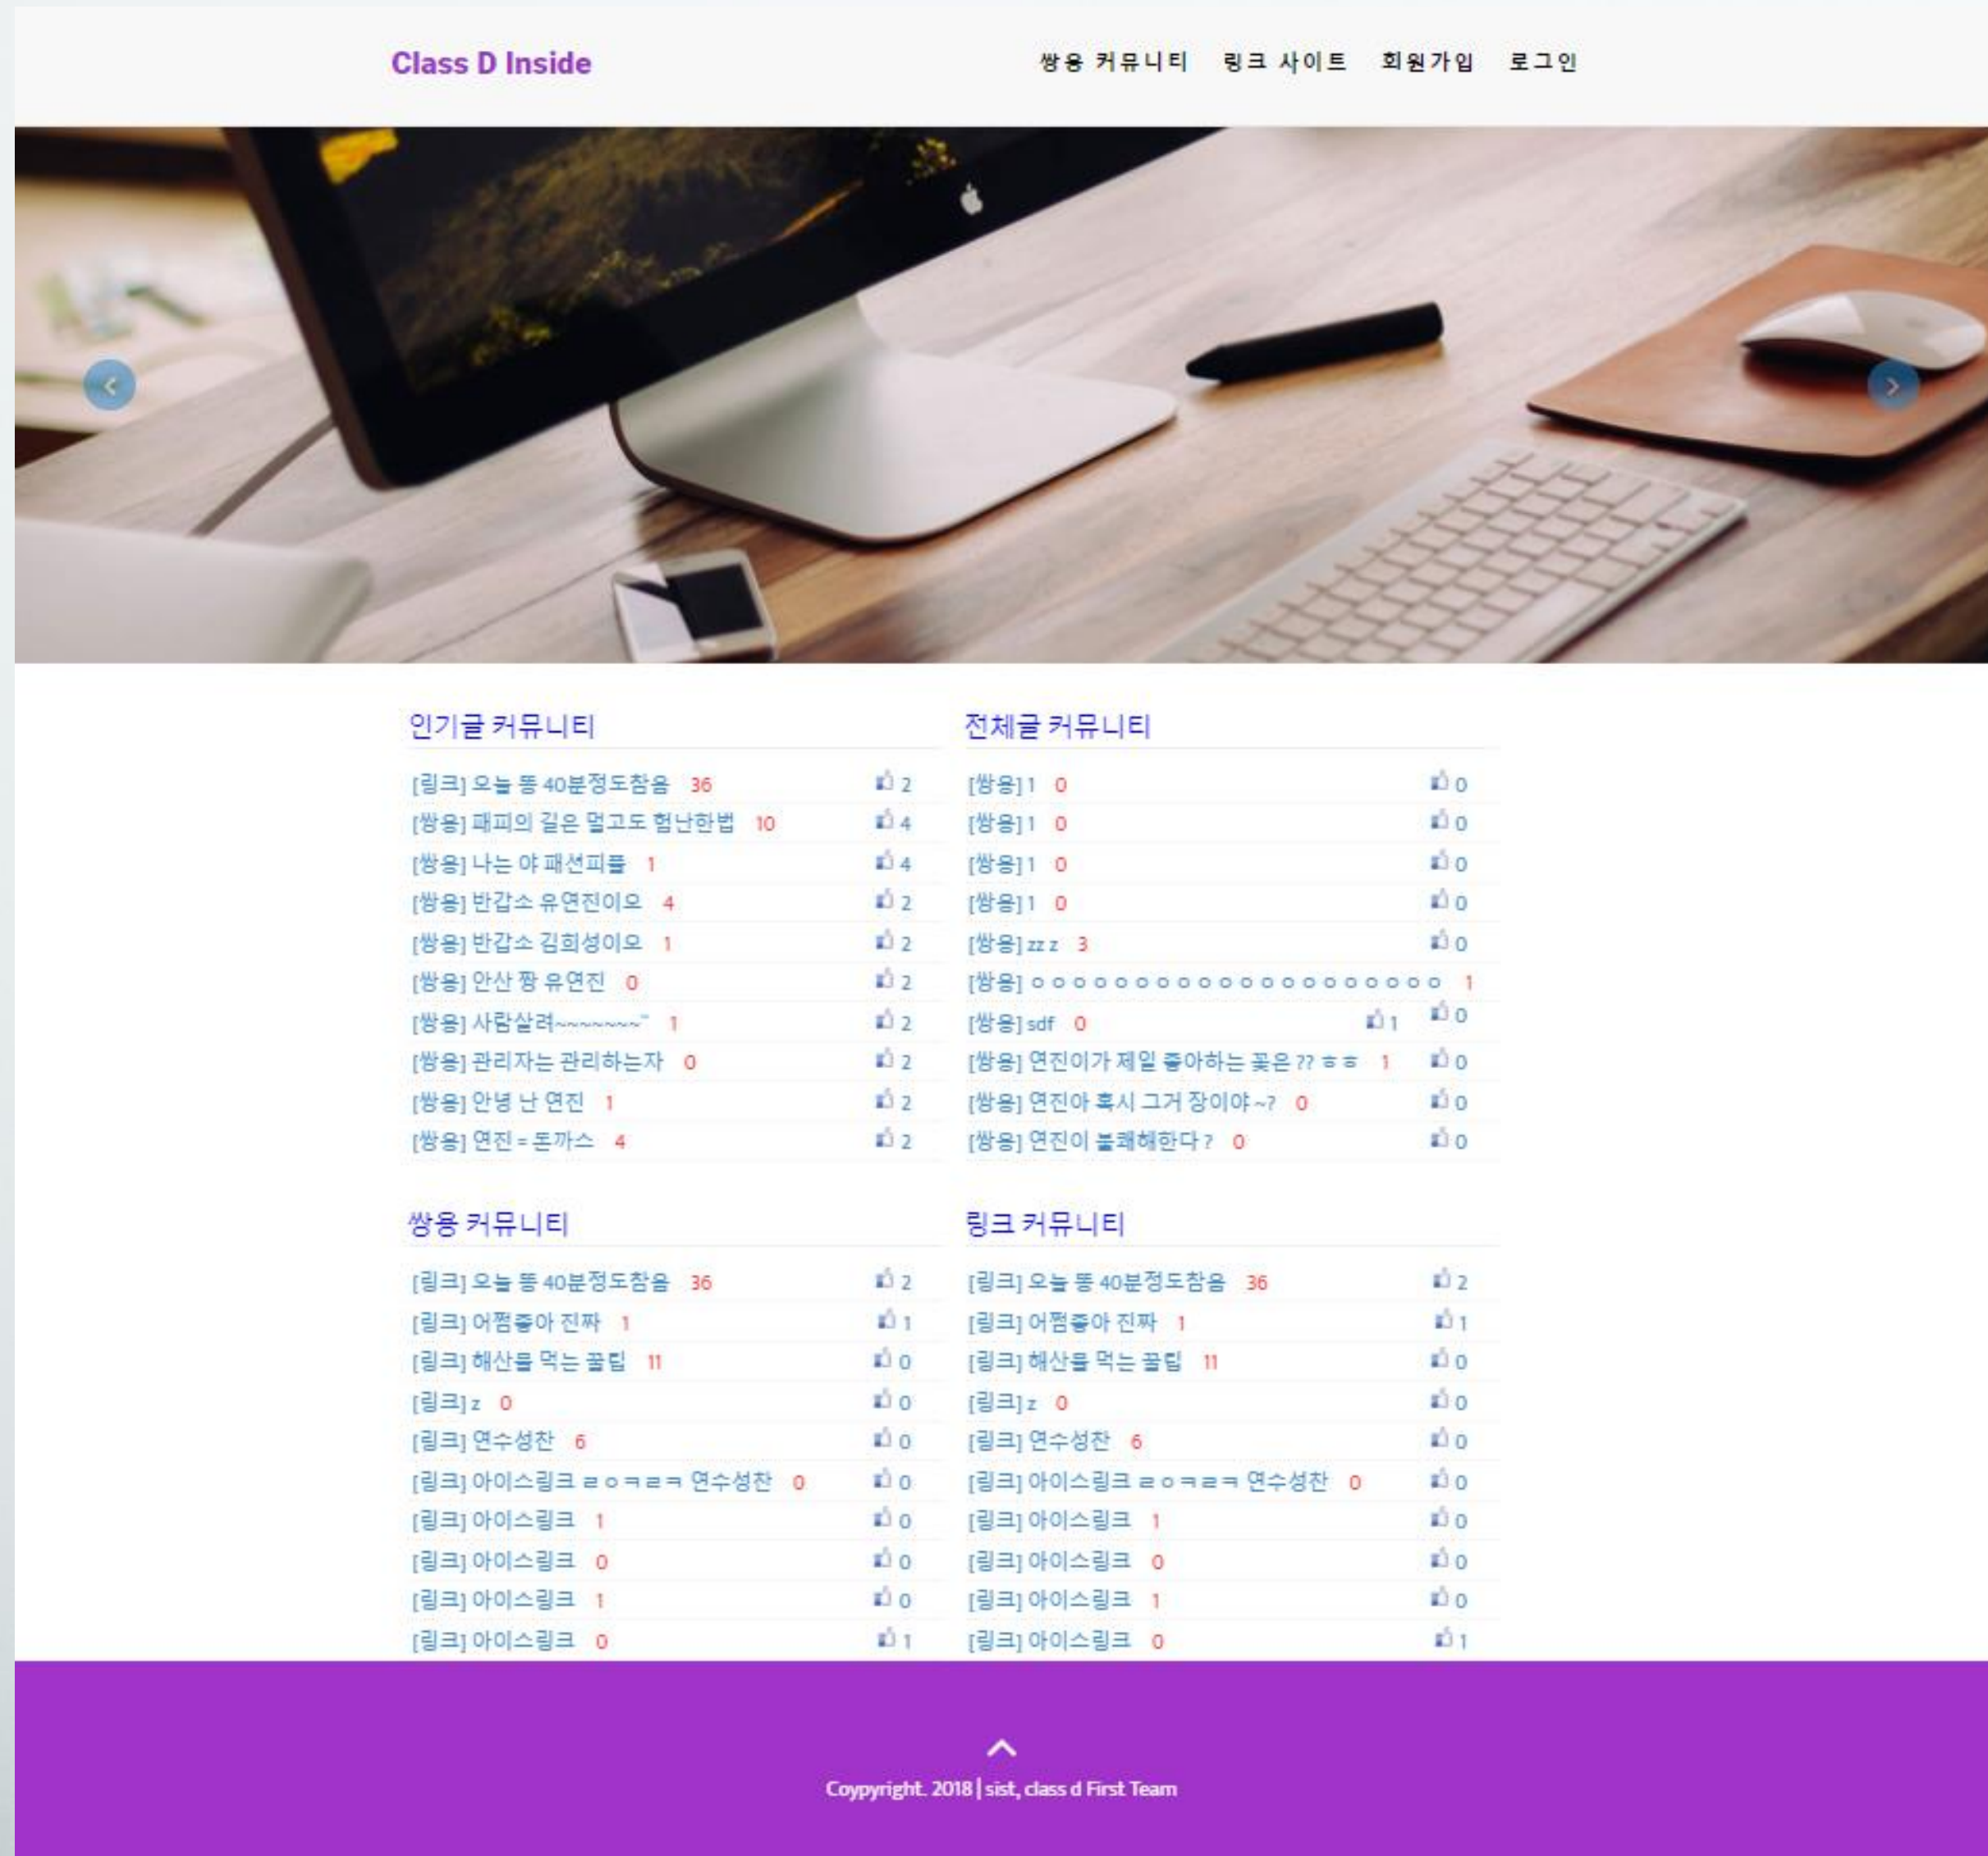 Class D Inside
쌍용 커뮤니티 링크 사이트 회원가입 로그인
인기글 커뮤니티
[링크] 오늘 똥 40분정도참음 36 2
[쌍용] 패피의 길은 멀고도 험난한법 10 4
[쌍용] 나는 야 패션피플 1 4
[쌍용] 반갑소 유연진이오 4 2
[쌍용] 반갑소 김희성이오 1 2
[쌍용] 안산 짱 유연진 0 2
[쌍용] 사람살려~~~~~~~" 1 2
[쌍용] 관리자는 관리하는자 0 2
[쌍용] 안녕 난 연진 1 2
[쌍용] 연진 = 돈까스 4 2
전체글 커뮤니티
[쌍용] 1 0 0
[쌍용] 1 0 0
[쌍용] 1 0 0
[쌍용] 1 0 0
[쌍용] zz z 3 0
[쌍용] ㅇㅇㅇㅇㅇㅇㅇㅇㅇㅇㅇㅇㅇㅇㅇㅇㅇㅇㅇㅇ 1
0
[쌍용] sdf 0 1
[쌍용] 연진이가 제일 좋아하는 꽃은 ?? ㅎㅎ 1 0
[쌍용] 연진아 혹시 그거 장이야 ~? 0 0
[쌍용] 연진이 불쾌해한다 ? 0 0
쌍용 커뮤니티
[링크] 오늘 똥 40분정도참음 36 2
[링크] 어쩜좋아 진짜 1 1
[링크] 해산물 먹는 꿀팁 11 0
[링크] z 0 0
[링크] 연수성찬 6 0
[링크] 아이스링크 ㄹㅇㅋㄹㅋ 연수성찬 0 0
[링크] 아이스링크 1 0
[링크] 아이스링크 0 0
[링크] 아이스링크 1 0
[링크] 아이스링크 0 1
링크 커뮤니티
[링크] 오늘 똥 40분정도참음 36 2
[링크] 어쩜좋아 진짜 1 1
[링크] 해산물 먹는 꿀팁 11 0
[링크] z 0 0
[링크] 연수성찬 6 0
[링크] 아이스링크 ㄹㅇㅋㄹㅋ 연수성찬 0 0
[링크] 아이스링크 1 0
[링크] 아이스링크 0 0
[링크] 아이스링크 1 0
[링크] 아이스링크 0 1
Coypyright. 2018 | sist, class d First Team